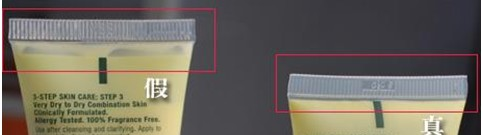 假
3-STEP SKIN CARE: STEP 3
Very Dry to Dry Combination Skin
Clinically Formulated.
Allergy Tested. 100% Fragrance Free.
Use after cleansing and clarifying. Apply to
真